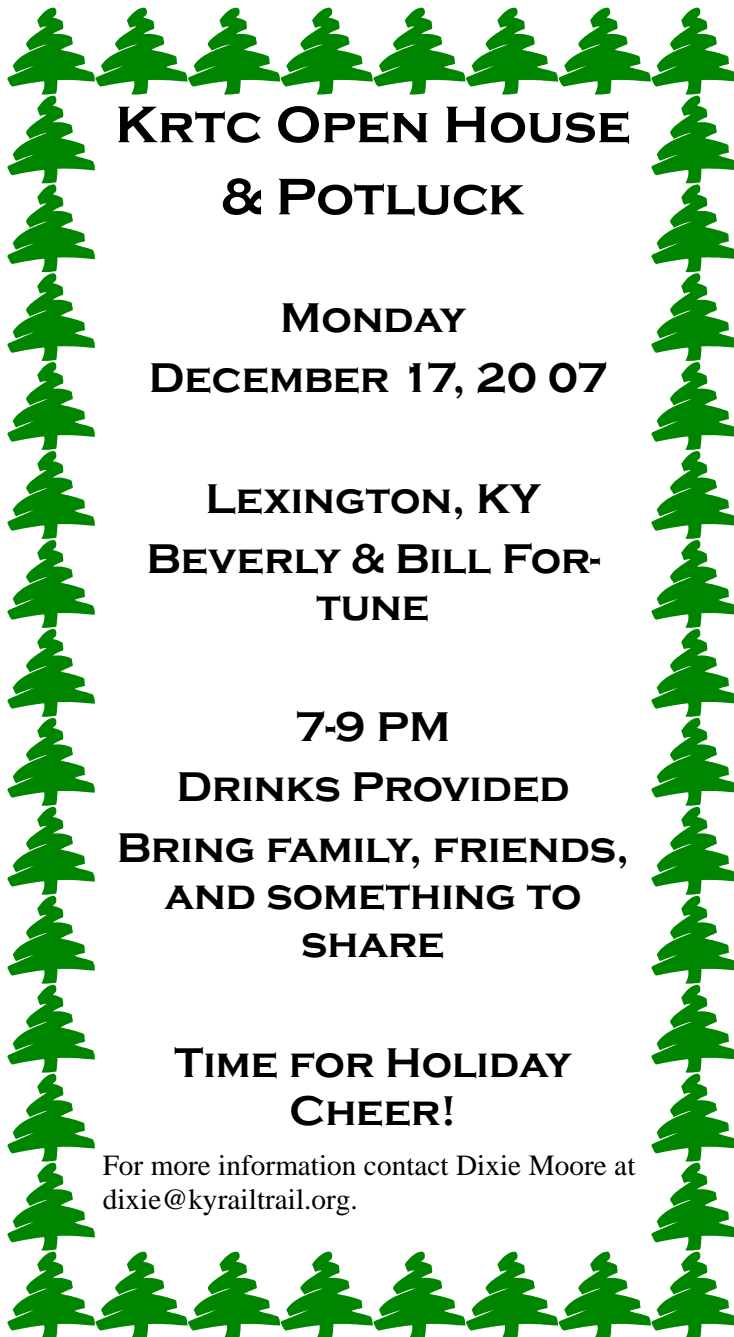 Krtc Open House
& Potluck
Monday
December 17, 20 07
Lexington, KY
Beverly & Bill For-
tune
7-9 PM
Drinks Provided
Bring family, friends,
and something to
share
Time for Holiday
Cheer!
For more information contact Dixie Moore at
dixie@kyrailtrail.org.